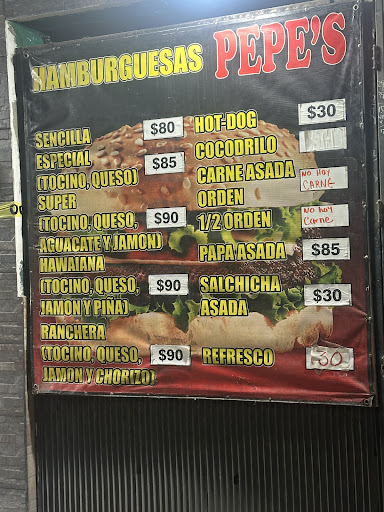 HAMBURGUESAS PEPE'S
SENCILLA $80
ESPECIAL $85
(TOCINO, QUESO)
SUPER
(TOCINO, QUESO, $90
AGUACATE Y JAMON)
HAWAIANA
(TOCINO, QUESO, $90
JAMON Y PIÑA)
RANCHERA
(TOCINO, QUESO, $90
JAMON Y CHORIZO)
HOT-DOG $30
COCODRILO
CARNE ASADA
ORDEN NO HAY CARNE
1/2 ORDEN NO HAY Carne
PAPA ASADA $85
SALCHICHA
ASADA $30
REFRESCO 30